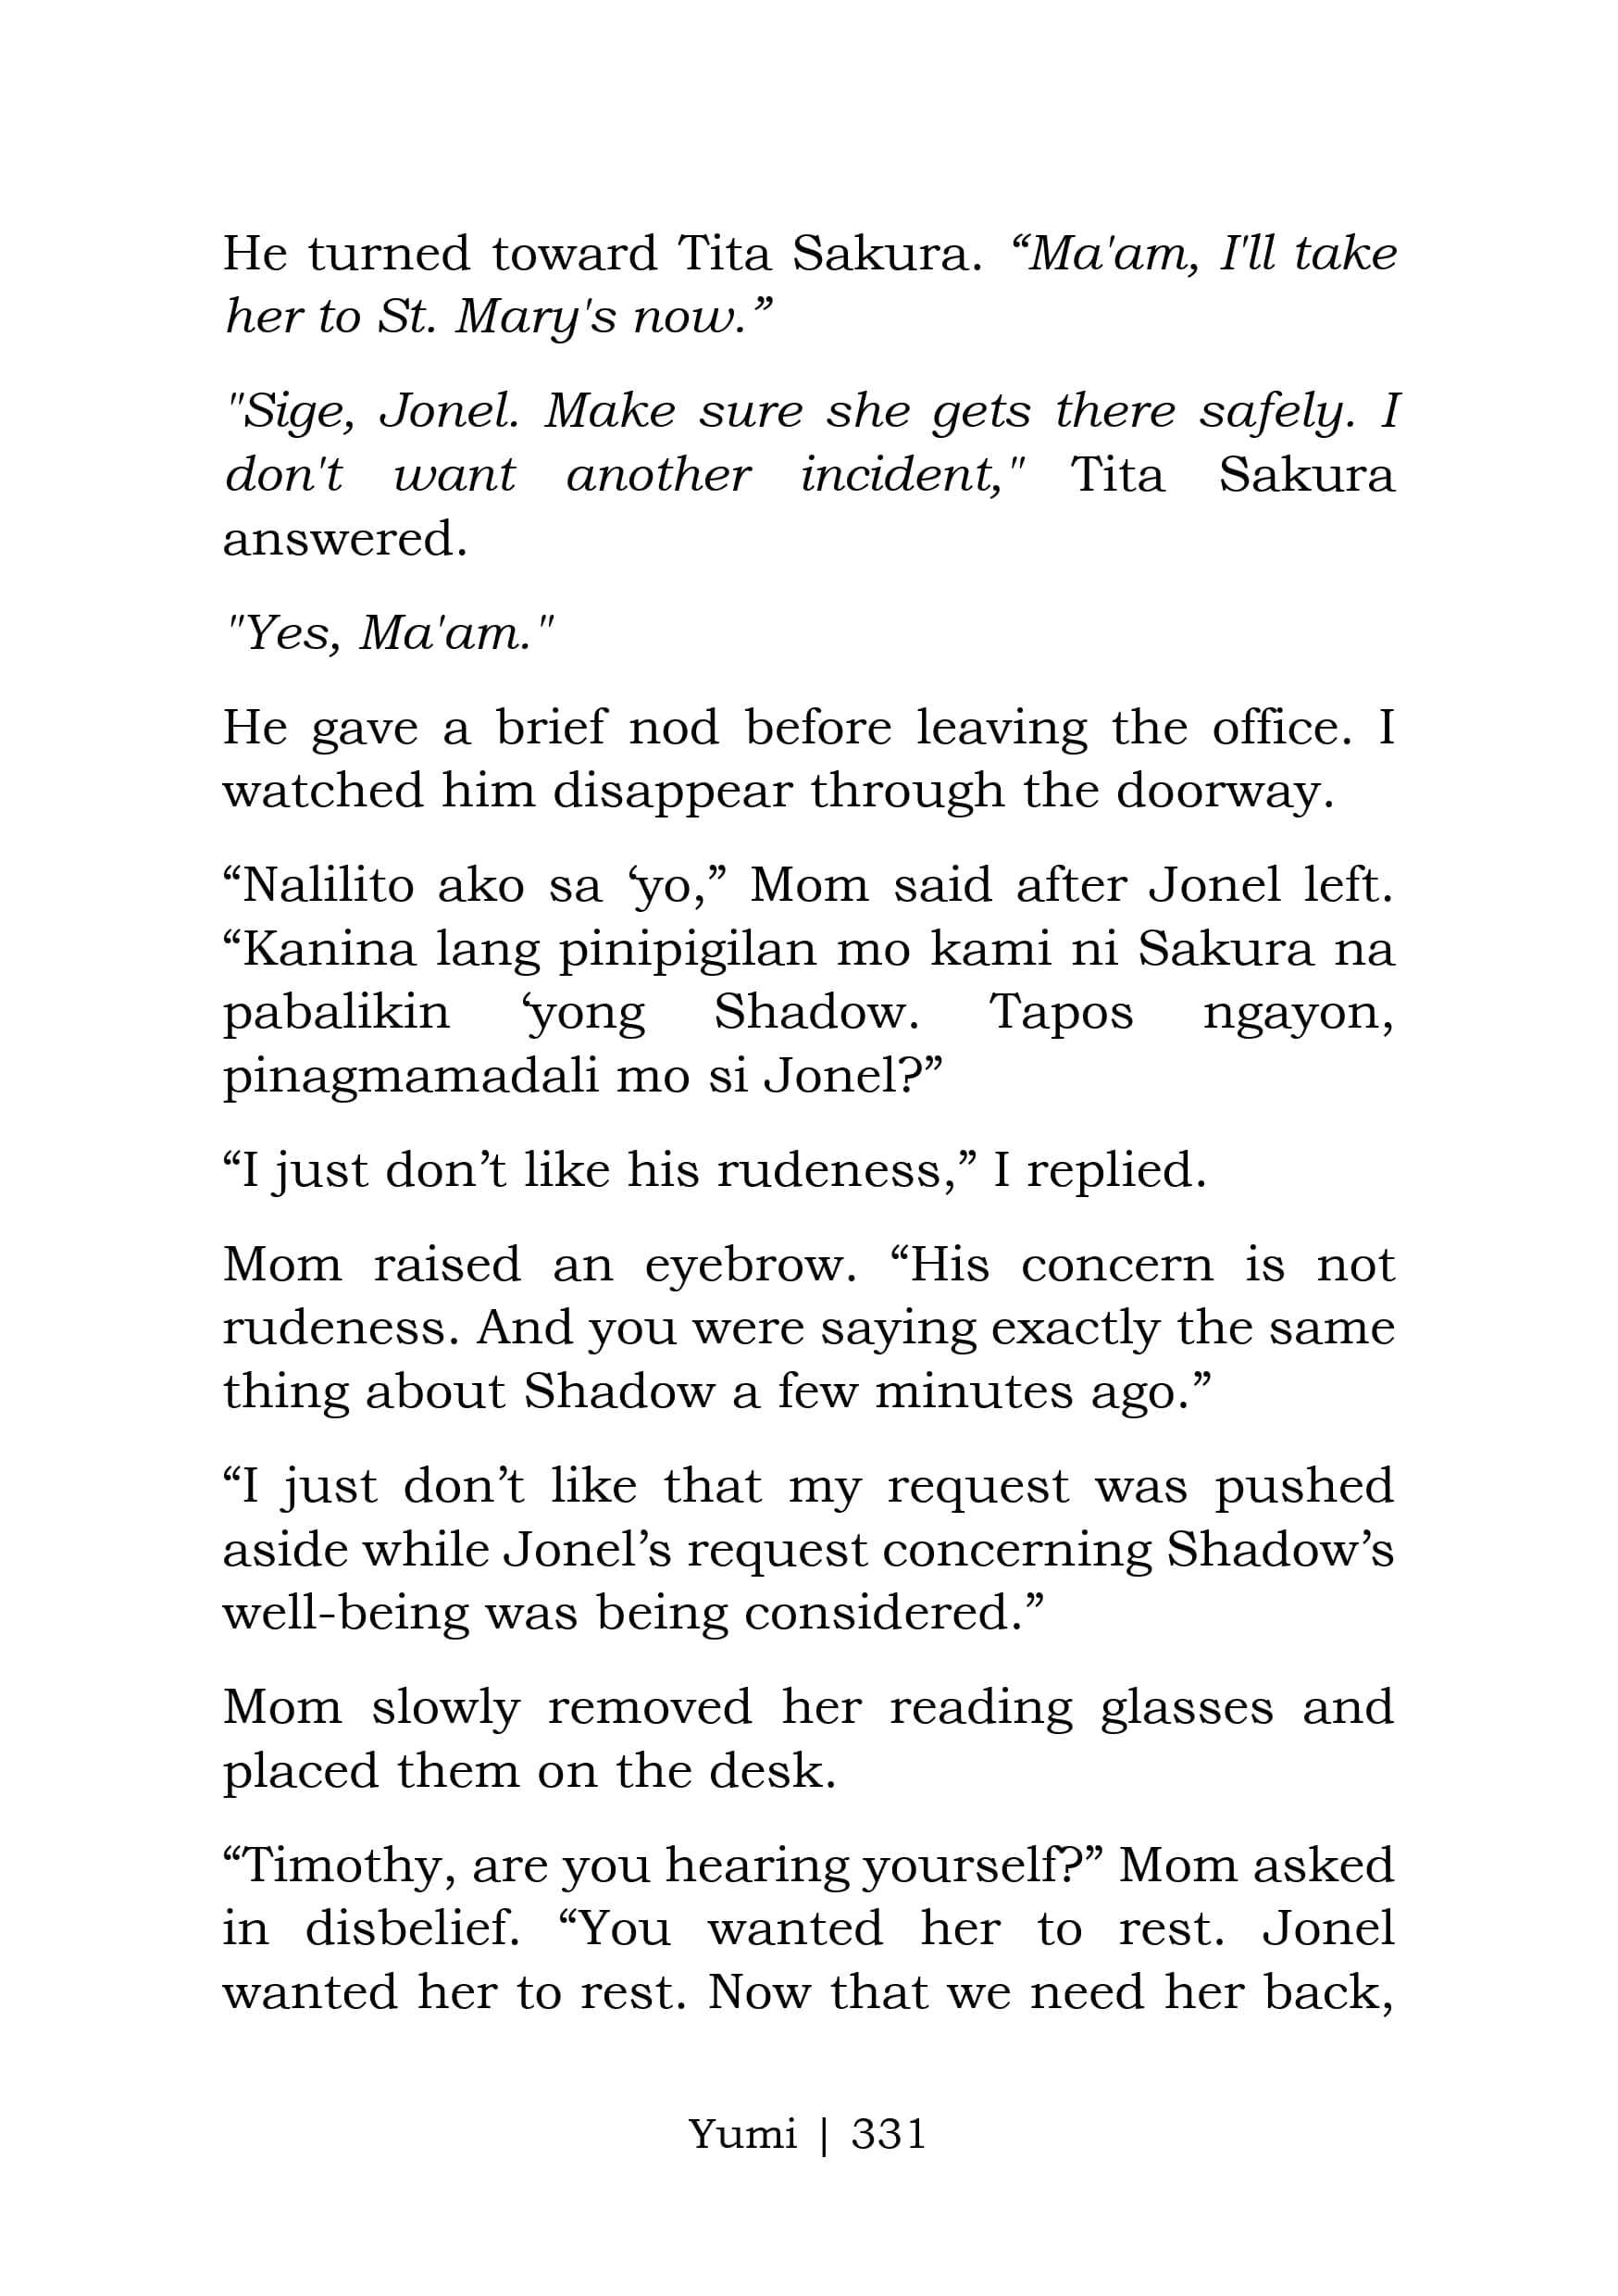 He turned toward Tita Sakura. “Ma'am, I'll take
her to St. Mary's now.”
"Sige, Jonel. Make sure she gets there safely. I
don't want another incident," Tita Sakura
answered.
"Yes, Ma'am."
He gave a brief nod before leaving the office. I
watched him disappear through the doorway.
“Nalilito ako sa ‘yo,” Mom said after Jonel left.
“Kanina lang pinipigilan mo kami ni Sakura na
pabalikin ‘yong Shadow. Tapos ngayon,
pinagmamadali mo si Jonel?”
“I just don’t like his rudeness,” I replied.
Mom raised an eyebrow. “His concern is not
rudeness. And you were saying exactly the same
thing about Shadow a few minutes ago.”
“I just don’t like that my request was pushed
aside while Jonel’s request concerning Shadow’s
well-being was being considered.”
Mom slowly removed her reading glasses and
placed them on the desk.
“Timothy, are you hearing yourself?” Mom asked
in disbelief. “You wanted her to rest. Jonel
wanted her to rest. Now that we need her back,
Yumi | 331